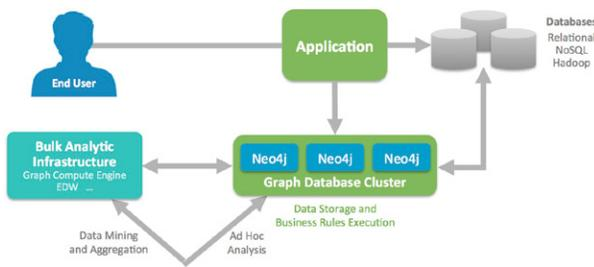 Application
Databases
Relational
NoSQL
Hadoop
End User
Bulk Analytic
Infrastructure
Graph Compute Engine
EDW ...
Neo4j Neo4j Neo4j
Graph Database Cluster
Data Storage and
Business Rules Execution
Data Mining
and Aggregation
Ad Hoc
Analysis